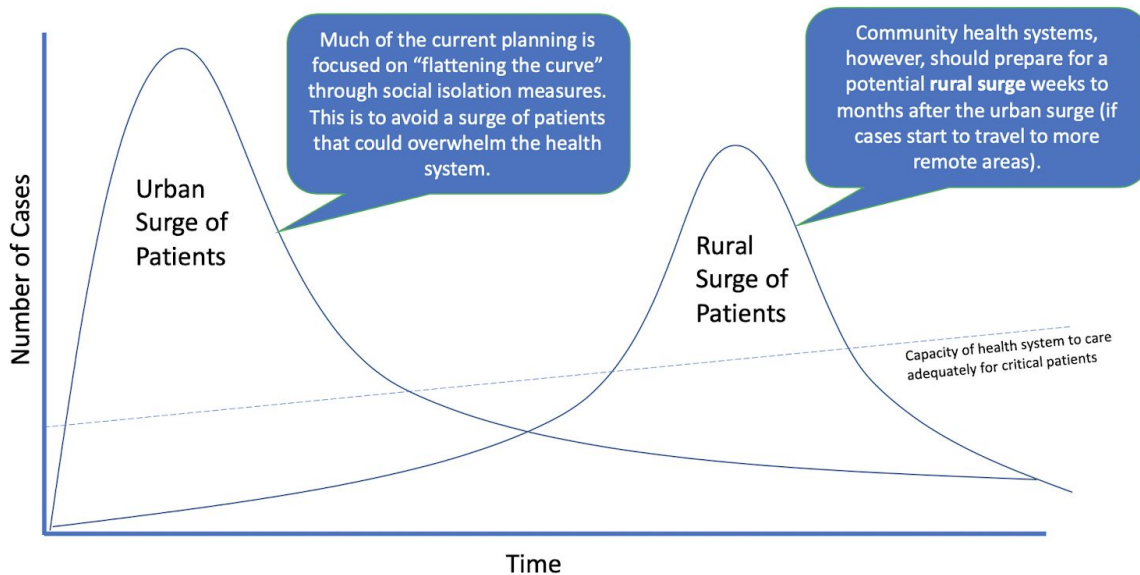 Much of the current planning is
focused on “flattening the curve”
through social isolation measures.
This is to avoid a surge of patients
that could overwhelm the health
system.
Community health systems,
however, should prepare for a
potential rural surge weeks to
months after the urban surge (if
cases start to travel to more
remote areas).
Number of Cases
Urban
Surge of
Patients
Rural
Surge of
Patients
Capacity of health system to care
adequately for critical patients
Time